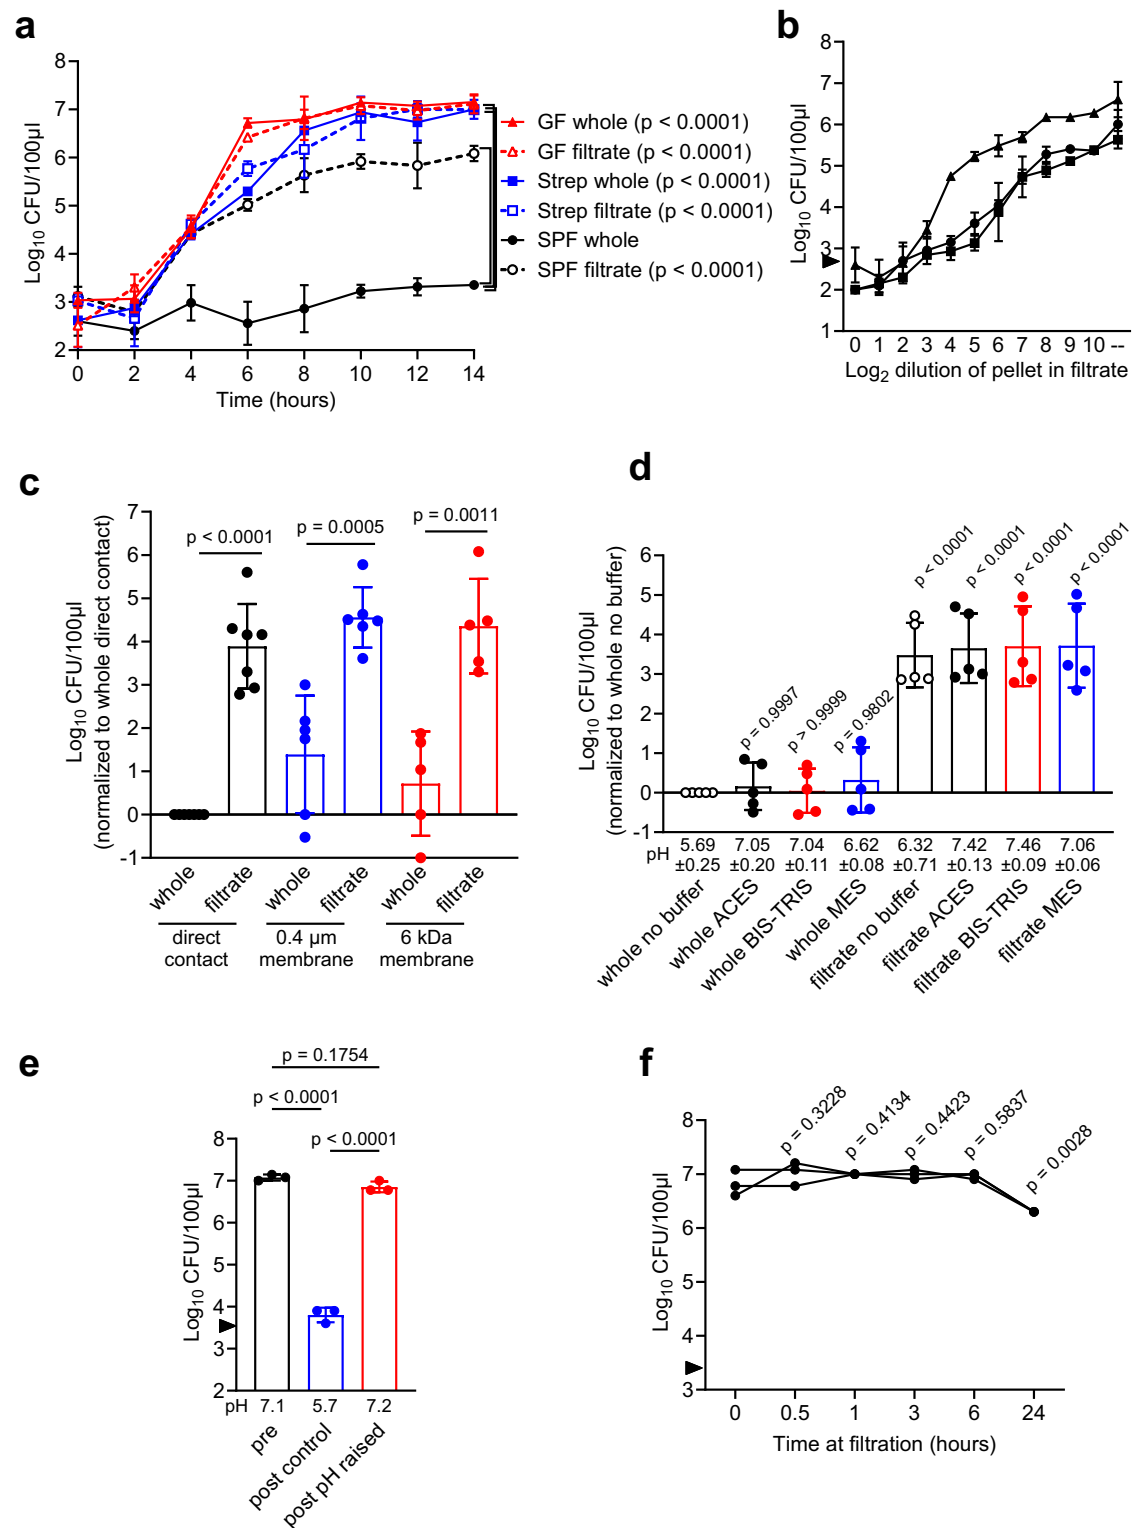 a
Log10 CFU/100µl
8
7
6
5
4
3
2
0 2 4 6 8 10 12 14
Time (hours)
GF whole (p < 0.0001)
GF filtrate (p < 0.0001)
Strep whole (p < 0.0001)
Strep filtrate (p < 0.0001)
SPF whole
SPF filtrate (p < 0.0001)
b
Log10 CFU/100µl
8
7
6
5
4
3
2
1
0 1 2 3 4 5 6 7 8 9 10 --
Log2 dilution of pellet in filtrate
c
Log10 CFU/100µl
(normalized to whole direct contact)
7
6
5
4
3
2
1
0
-1
p < 0.0001
p = 0.0005
p = 0.0011
whole
filtrate
whole
filtrate
whole
filtrate
direct
contact
0.4 µm
membrane
6 kDa
membrane
d
Log10 CFU/100µl
(normalized to whole no buffer)
6
5
4
3
2
1
0
-1
p = 0.9997
p > 0.9999
p = 0.9802
p < 0.0001
p < 0.0001
p < 0.0001
p < 0.0001
pH
5.69 7.05 7.04 6.62 6.32 7.42 7.46 7.06
±0.25 ±0.20 ±0.11 ±0.08 ±0.71 ±0.13 ±0.09 ±0.06
whole no buffer
whole ACES
whole BIS-TRIS
whole MES
filtrate no buffer
filtrate ACES
filtrate BIS-TRIS
filtrate MES
e
p = 0.1754
p < 0.0001
p < 0.0001
Log10 CFU/100µl
8
7
6
5
4
3
2
pH 7.1 5.7 7.2
pre
post control
post pH raised
f
Log10 CFU/100µl
8
7
6
5
4
3
p = 0.3228
p = 0.4134
p = 0.4423
p = 0.5837
p = 0.0028
0 0.5 1 3 6 24
Time at filtration (hours)